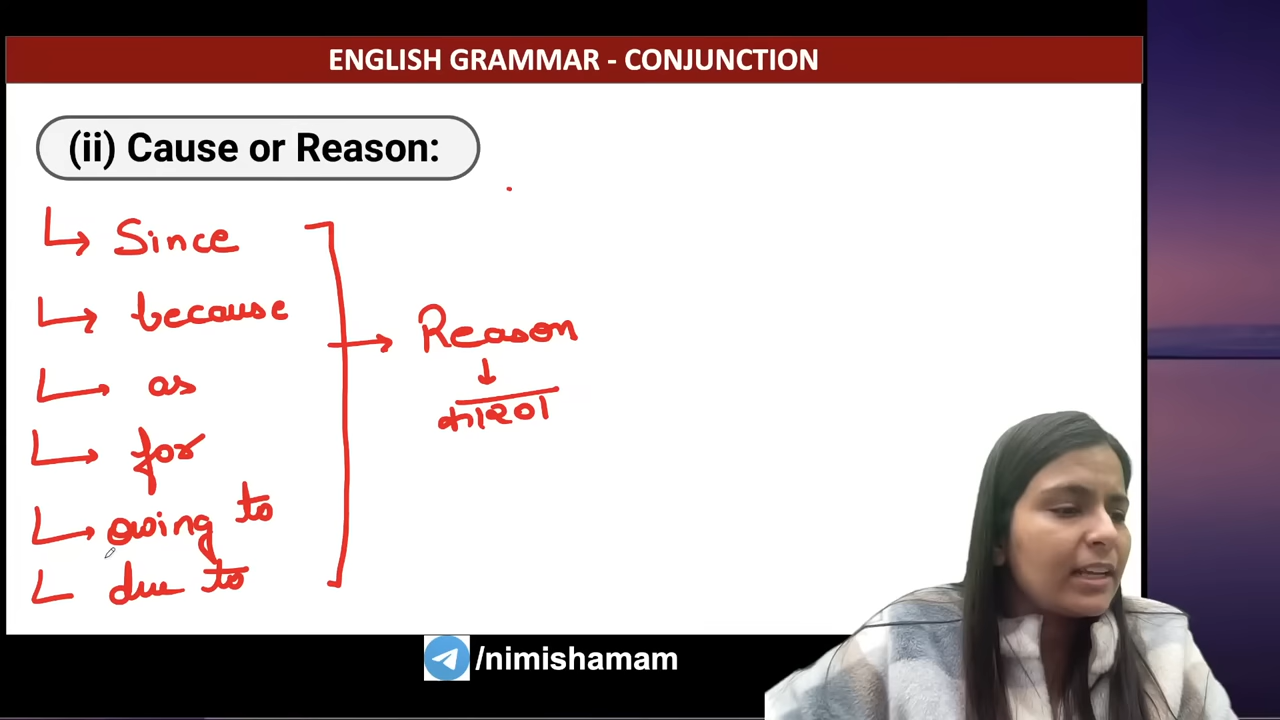 ENGLISH GRAMMAR - CONJUNCTION
(ii) Cause or Reason:
Since
because
as
for
owing to
due to
Reason
कारण
/nimishamam